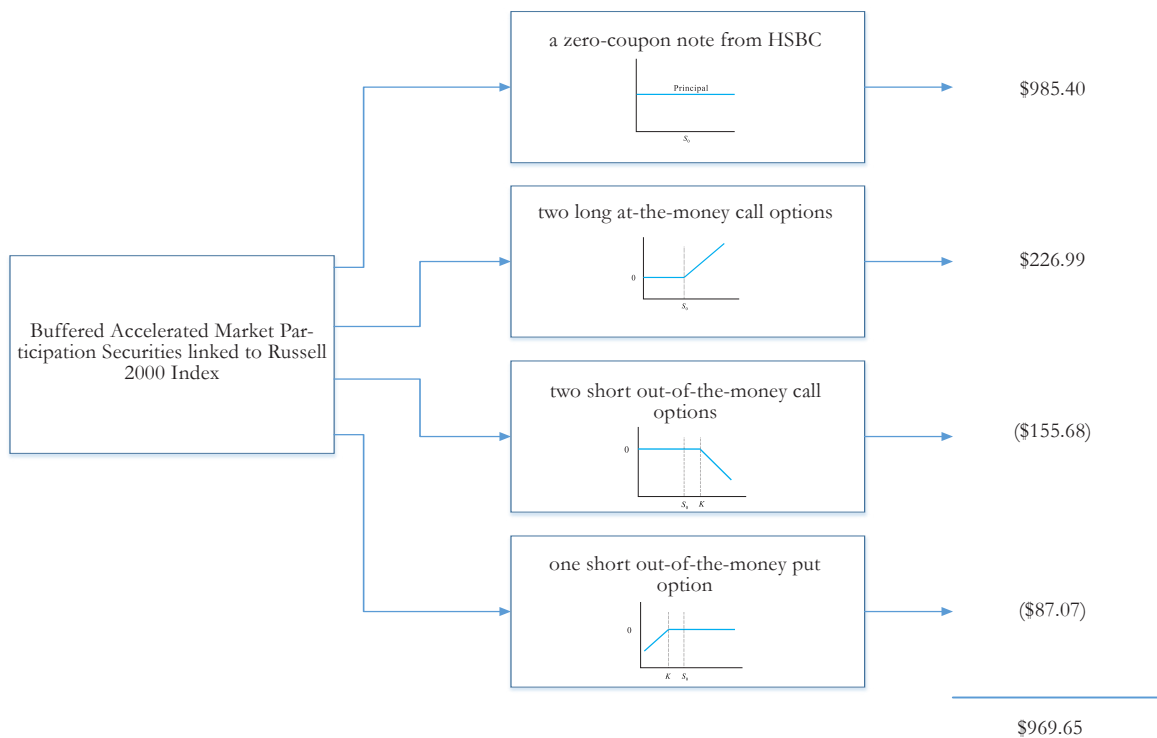 a zero-coupon note from HSBC
Principal
S₀
$985.40
two long at-the-money call options
0
S₀
$226.99
Buffered Accelerated Market Par-
ticipation Securities linked to Russell
2000 Index
two short out-of-the-money call
options
0
S₀ K
($155.68)
one short out-of-the-money put
option
0
K S₀
($87.07)
$969.65